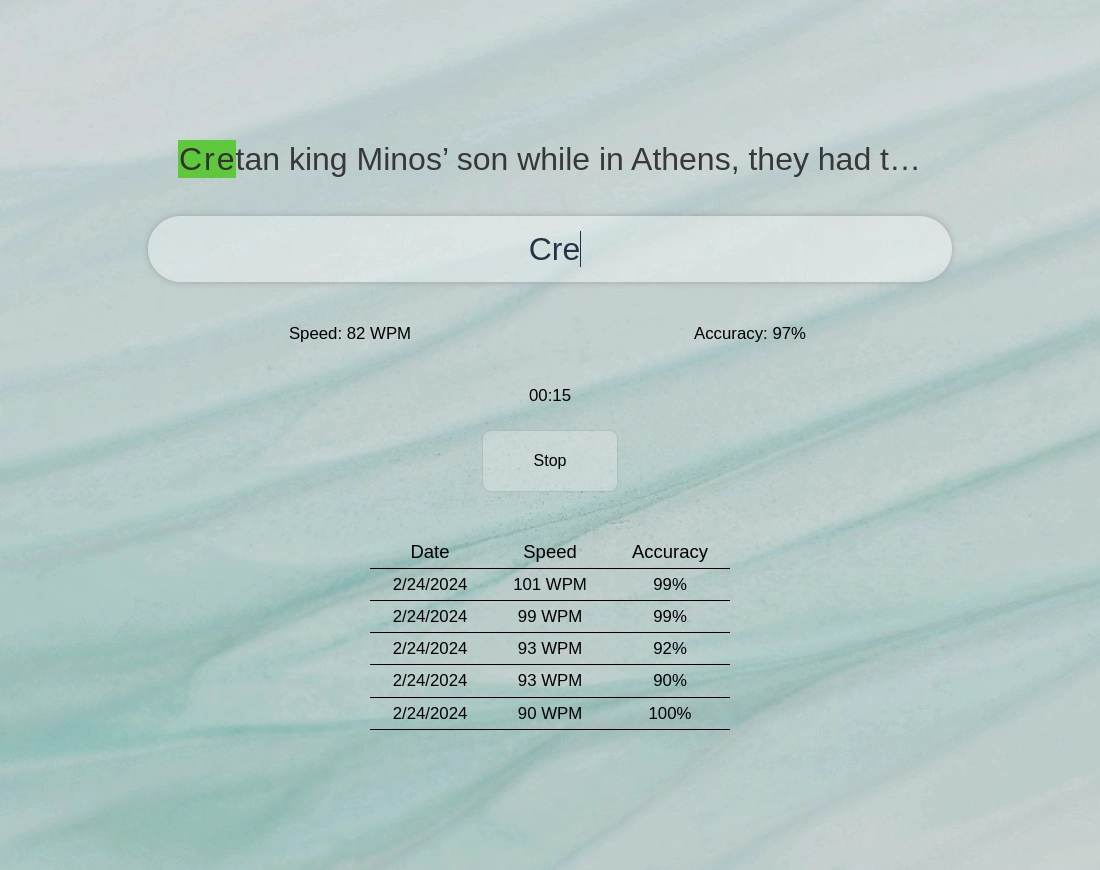 Cretan king Minos’ son while in Athens, they had t…
Cre
Speed: 82 WPM Accuracy: 97%
00:15
Stop
Date Speed Accuracy
2/24/2024 101 WPM 99%
2/24/2024 99 WPM 99%
2/24/2024 93 WPM 92%
2/24/2024 93 WPM 90%
2/24/2024 90 WPM 100%